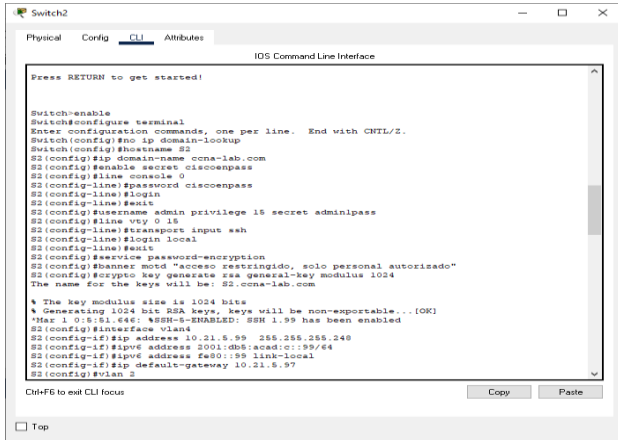 Switch2
Physical Config CLI Attributes
IOS Command Line Interface
Press RETURN to get started!
Switch>enable
Switch#configure terminal
Enter configuration commands, one per line. End with CNTL/Z.
Switch(config)#no ip domain-lookup
Switch(config)#hostname S2
S2(config)#ip domain-name ccna-lab.com
S2(config)#enable secret ciscoenpass
S2(config)#line console 0
S2(config-line)#password ciscoenpass
S2(config-line)#login
S2(config-line)#exit
S2(config)#username admin privilege 15 secret admin1pass
S2(config)#line vty 0 15
S2(config-line)#transport input ssh
S2(config-line)#login local
S2(config-line)#exit
S2(config)#service password-encryption
S2(config)#banner motd "acceso restringido, solo personal autorizado"
S2(config)#crypto key generate rsa general-key modulus 1024
The name for the keys will be: S2.ccna-lab.com
% The key modulus size is 1024 bits
% Generating 1024 bit RSA keys, keys will be non-exportable...[OK]
*Mar 1 0:5:51.646: %SSH-5-ENABLED: SSH 1.99 has been enabled
S2(config)#interface vlan4
S2(config-if)#ip address 10.21.5.99 255.255.255.248
S2(config-if)#ipv6 address 2001:db5:acad:c::99/64
S2(config-if)#ipv6 address fe80::99 link-local
S2(config-if)#ip default-gateway 10.21.5.97
S2(config)#vlan 2
Ctrl+F6 to exit CLI focus
Copy Paste
Top